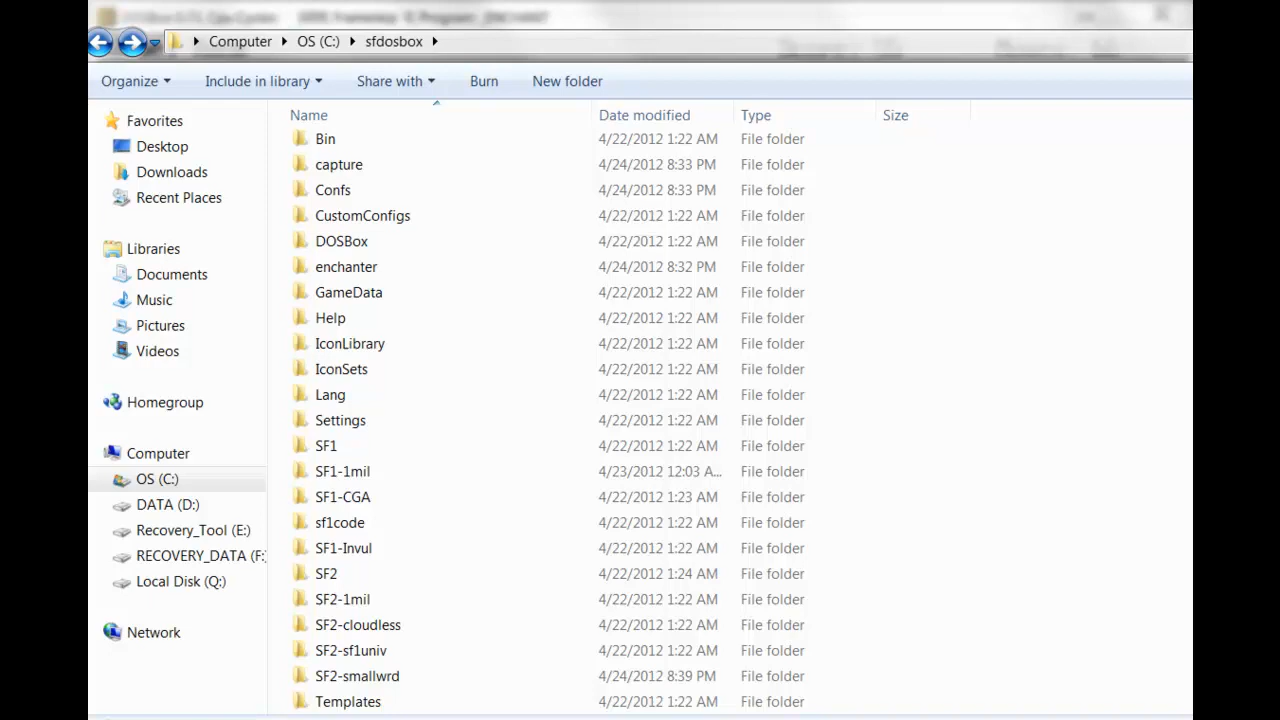 Computer OS (C:) sfdosbox
Organize Include in library Share with Burn New folder
Name Date modified Type Size
Favorites
Desktop
Downloads
Recent Places
Libraries
Documents
Music
Pictures
Videos
Homegroup
Computer
OS (C:)
DATA (D:)
Recovery_Tool (E:)
RECOVERY_DATA (F:)
Local Disk (Q:)
Network
Bin 4/22/2012 1:22 AM File folder
capture 4/24/2012 8:33 PM File folder
Confs 4/24/2012 8:33 PM File folder
CustomConfigs 4/22/2012 1:22 AM File folder
DOSBox 4/22/2012 1:22 AM File folder
enchanter 4/24/2012 8:32 PM File folder
GameData 4/22/2012 1:22 AM File folder
Help 4/22/2012 1:22 AM File folder
IconLibrary 4/22/2012 1:22 AM File folder
IconSets 4/22/2012 1:22 AM File folder
Lang 4/22/2012 1:22 AM File folder
Settings 4/22/2012 1:22 AM File folder
SF1 4/22/2012 1:22 AM File folder
SF1-1mil 4/23/2012 12:03 A... File folder
SF1-CGA 4/22/2012 1:23 AM File folder
sf1code 4/22/2012 1:22 AM File folder
SF1-Invul 4/22/2012 1:22 AM File folder
SF2 4/22/2012 1:24 AM File folder
SF2-1mil 4/22/2012 1:22 AM File folder
SF2-cloudless 4/22/2012 1:22 AM File folder
SF2-sf1univ 4/22/2012 1:22 AM File folder
SF2-smallwrd 4/24/2012 8:39 PM File folder
Templates 4/22/2012 1:22 AM File folder